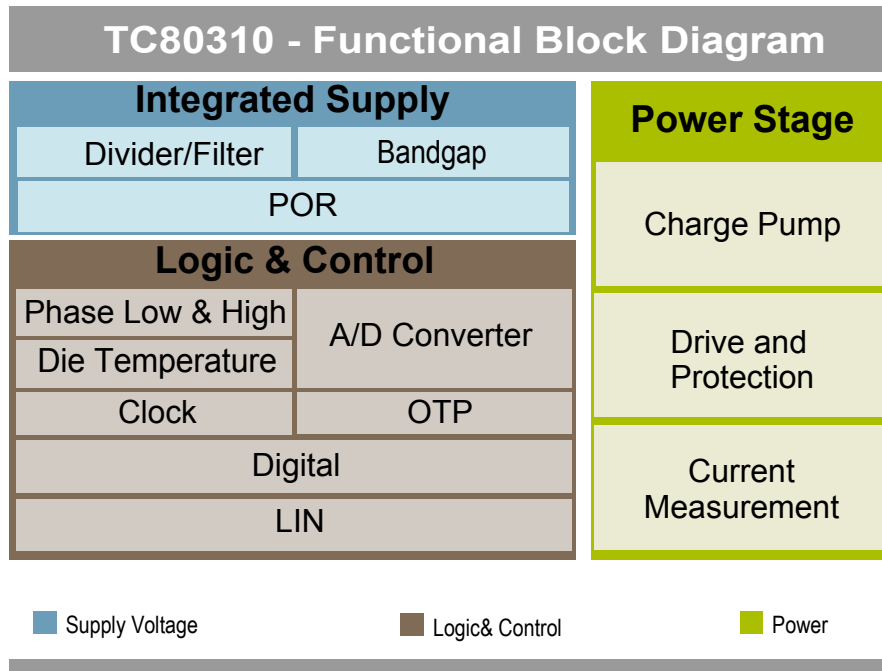 TC80310 - Functional Block Diagram
Integrated Supply
Divider/Filter
Bandgap
POR
Logic & Control
Phase Low & High
A/D Converter
Die Temperature
Clock
OTP
Digital
LIN
Power Stage
Charge Pump
Drive and
Protection
Current
Measurement
Supply Voltage
Logic& Control
Power